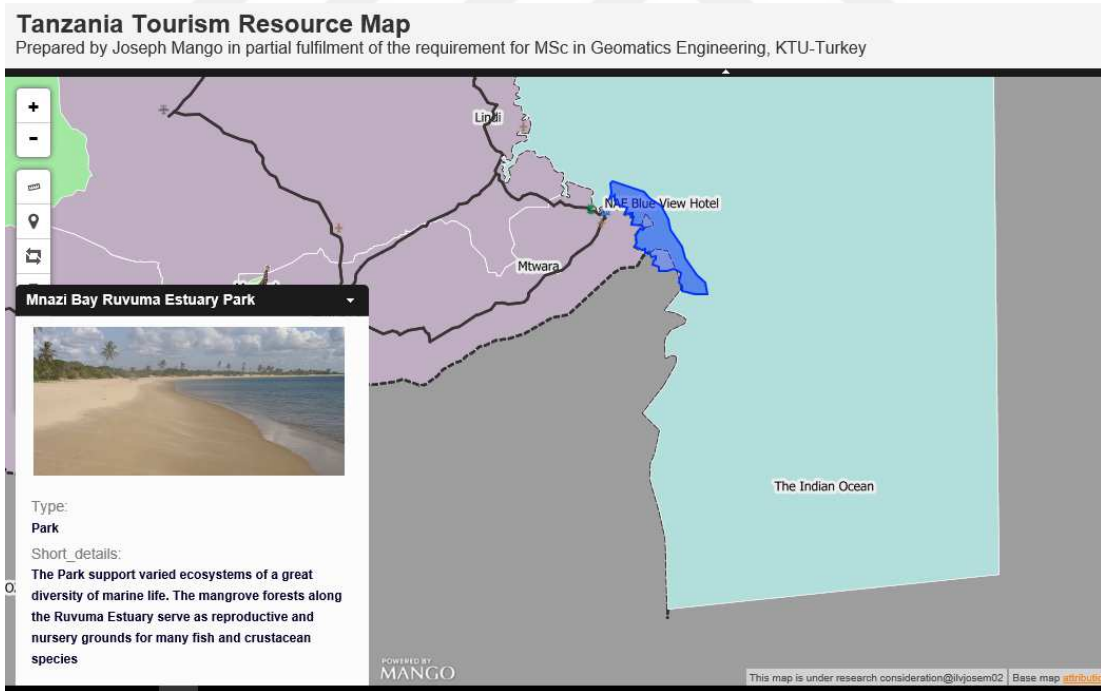 Tanzania Tourism Resource Map
Prepared by Joseph Mango in partial fulfilment of the requirement for MSc in Geomatics Engineering, KTU-Turkey
+
-
Lindi
NAF Blue View Hotel
Mtwara
Mnazi Bay Ruvuma Estuary Park
Type:
Park
Short_details:
The Park support varied ecosystems of a great
diversity of marine life. The mangrove forests along
the Ruvuma Estuary serve as reproductive and
nursery grounds for many fish and crustacean
species
The Indian Ocean
POWERED BY
MANGO
This map is under research consideration@ilvjosem02 Base map attributio